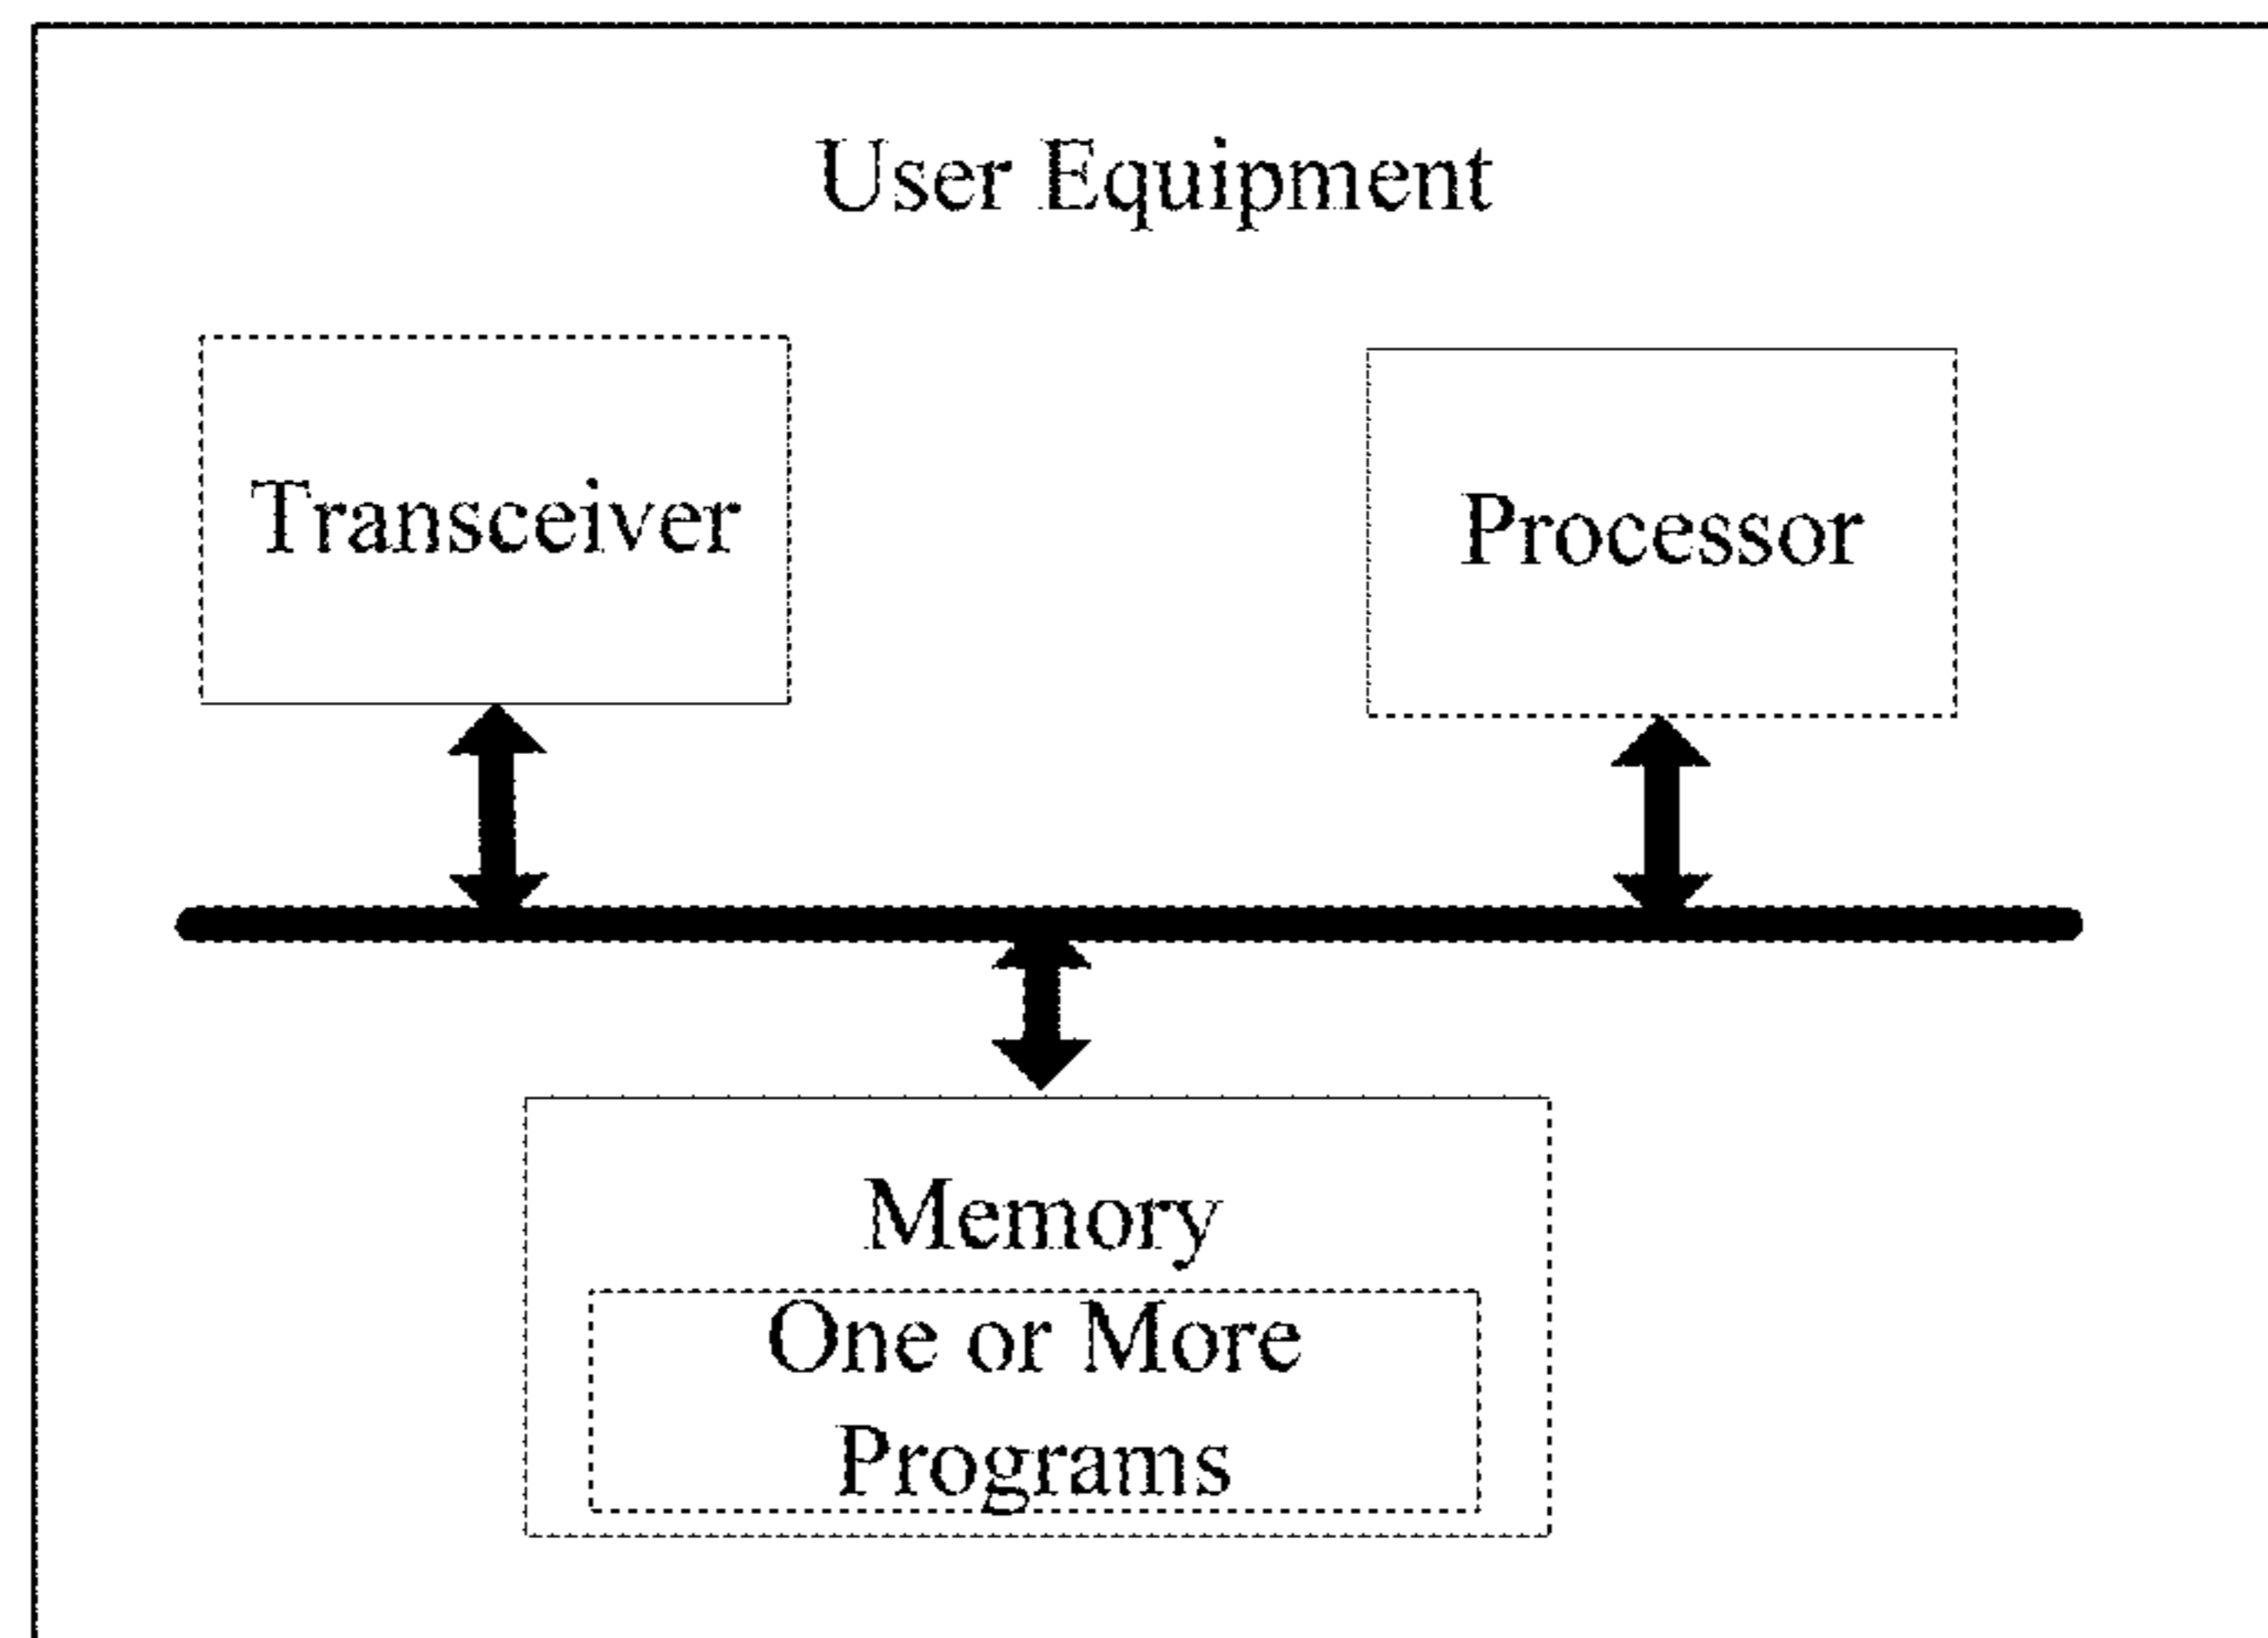 User Equipment
Transceiver
Processor
Memory
One or More
Programs